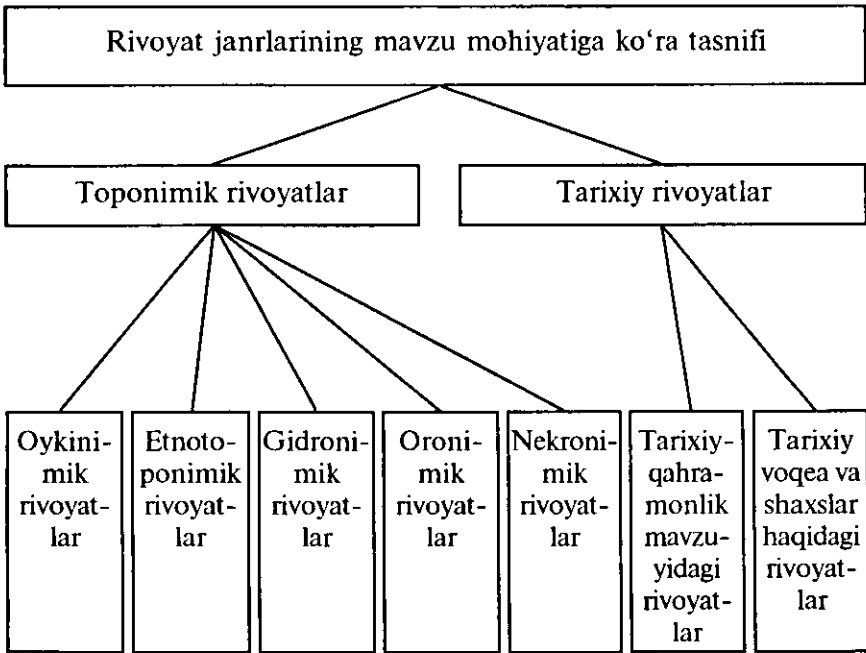 Rivoyat janrlarining mavzu mohiyatiga ko‘ra tasnifi
Toponimik rivoyatlar
Tarixiy rivoyatlar
Oykini-
mik
rivoyat-
lar
Etnoto-
ponimik
rivoyat-
lar
Gidroni-
mik
rivoyat-
lar
Oroni-
mik
rivoyat-
lar
Nekroni-
mik
rivoyat-
lar
Tarixiy-
qahra-
monlik
mavzu-
yidagi
rivoyat-
lar
Tarixiy
voqea va
shaxslar
haqidagi
rivoyat-
lar